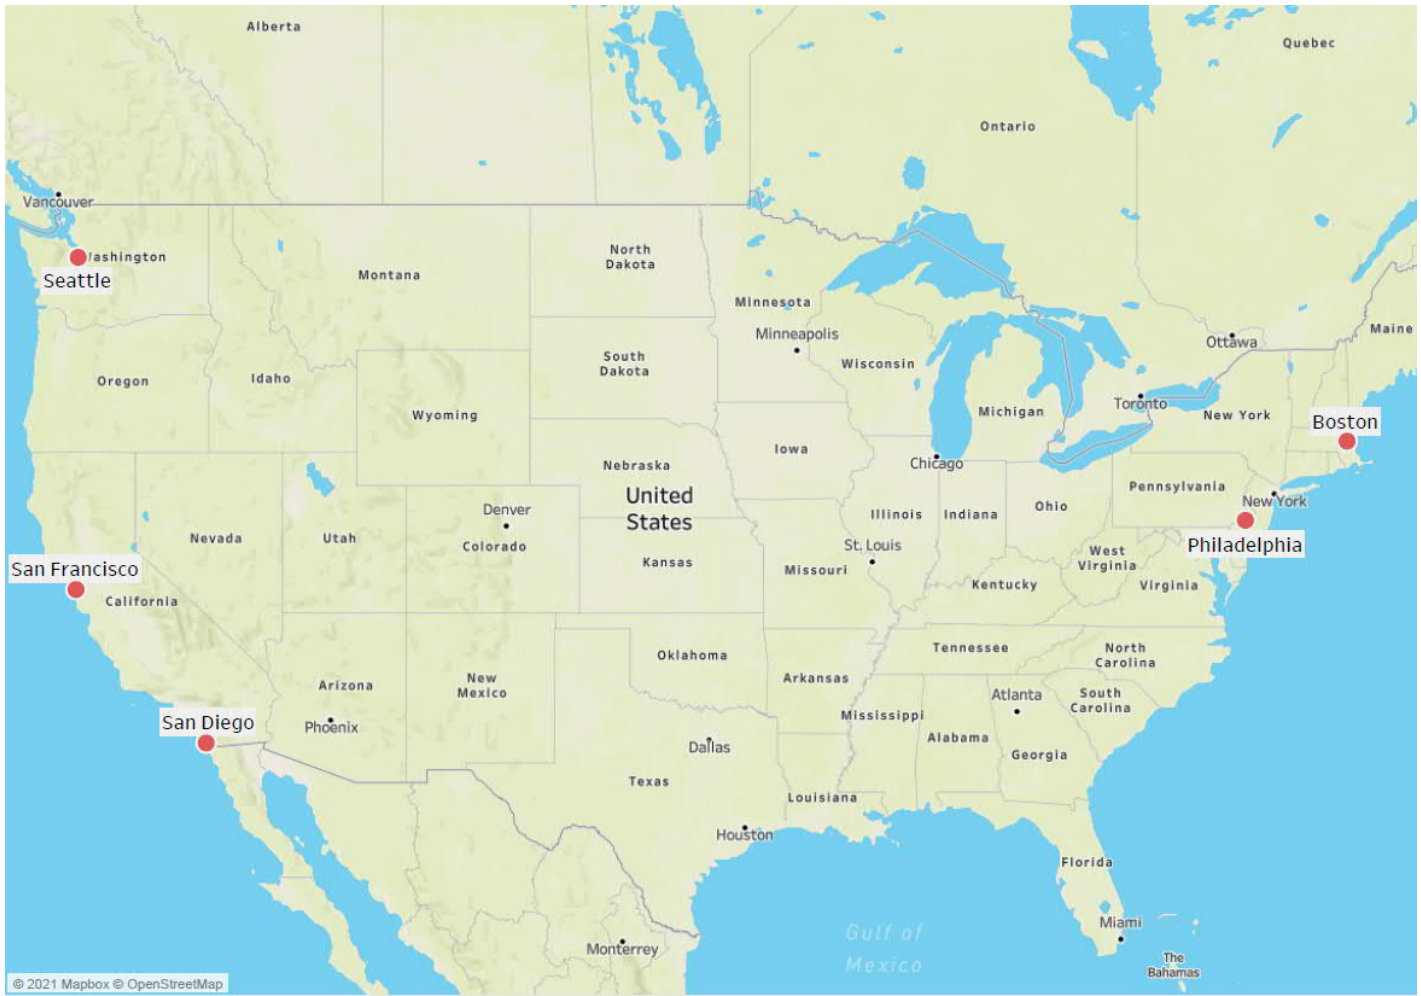 Alberta
Quebec
Ontario
Vancouver
Washington
Seattle
Montana
North
Dakota
Minnesota
Minneapolis
Ottawa
Maine
Oregon
Idaho
South
Dakota
Wisconsin
Wyoming
Michigan
Toronto
New York
Boston
Iowa
Nebraska
Chicago
Pennsylvania
New York
United
States
Denver
Colorado
Illinois
Indiana
Ohio
Philadelphia
Nevada
Utah
St. Louis
Kansas
Missouri
West
Virginia
Virginia
Kentucky
San Francisco
California
Oklahoma
Tennessee
North
Carolina
Arizona
New
Mexico
Arkansas
Atlanta
South
Carolina
San Diego
Phoenix
Mississippi
Alabama
Georgia
Dallas
Texas
Louisiana
Houston
Florida
Miami
Gulf of
Mexico
Monterrey
The
Bahamas
© 2021 Mapbox © OpenStreetMap